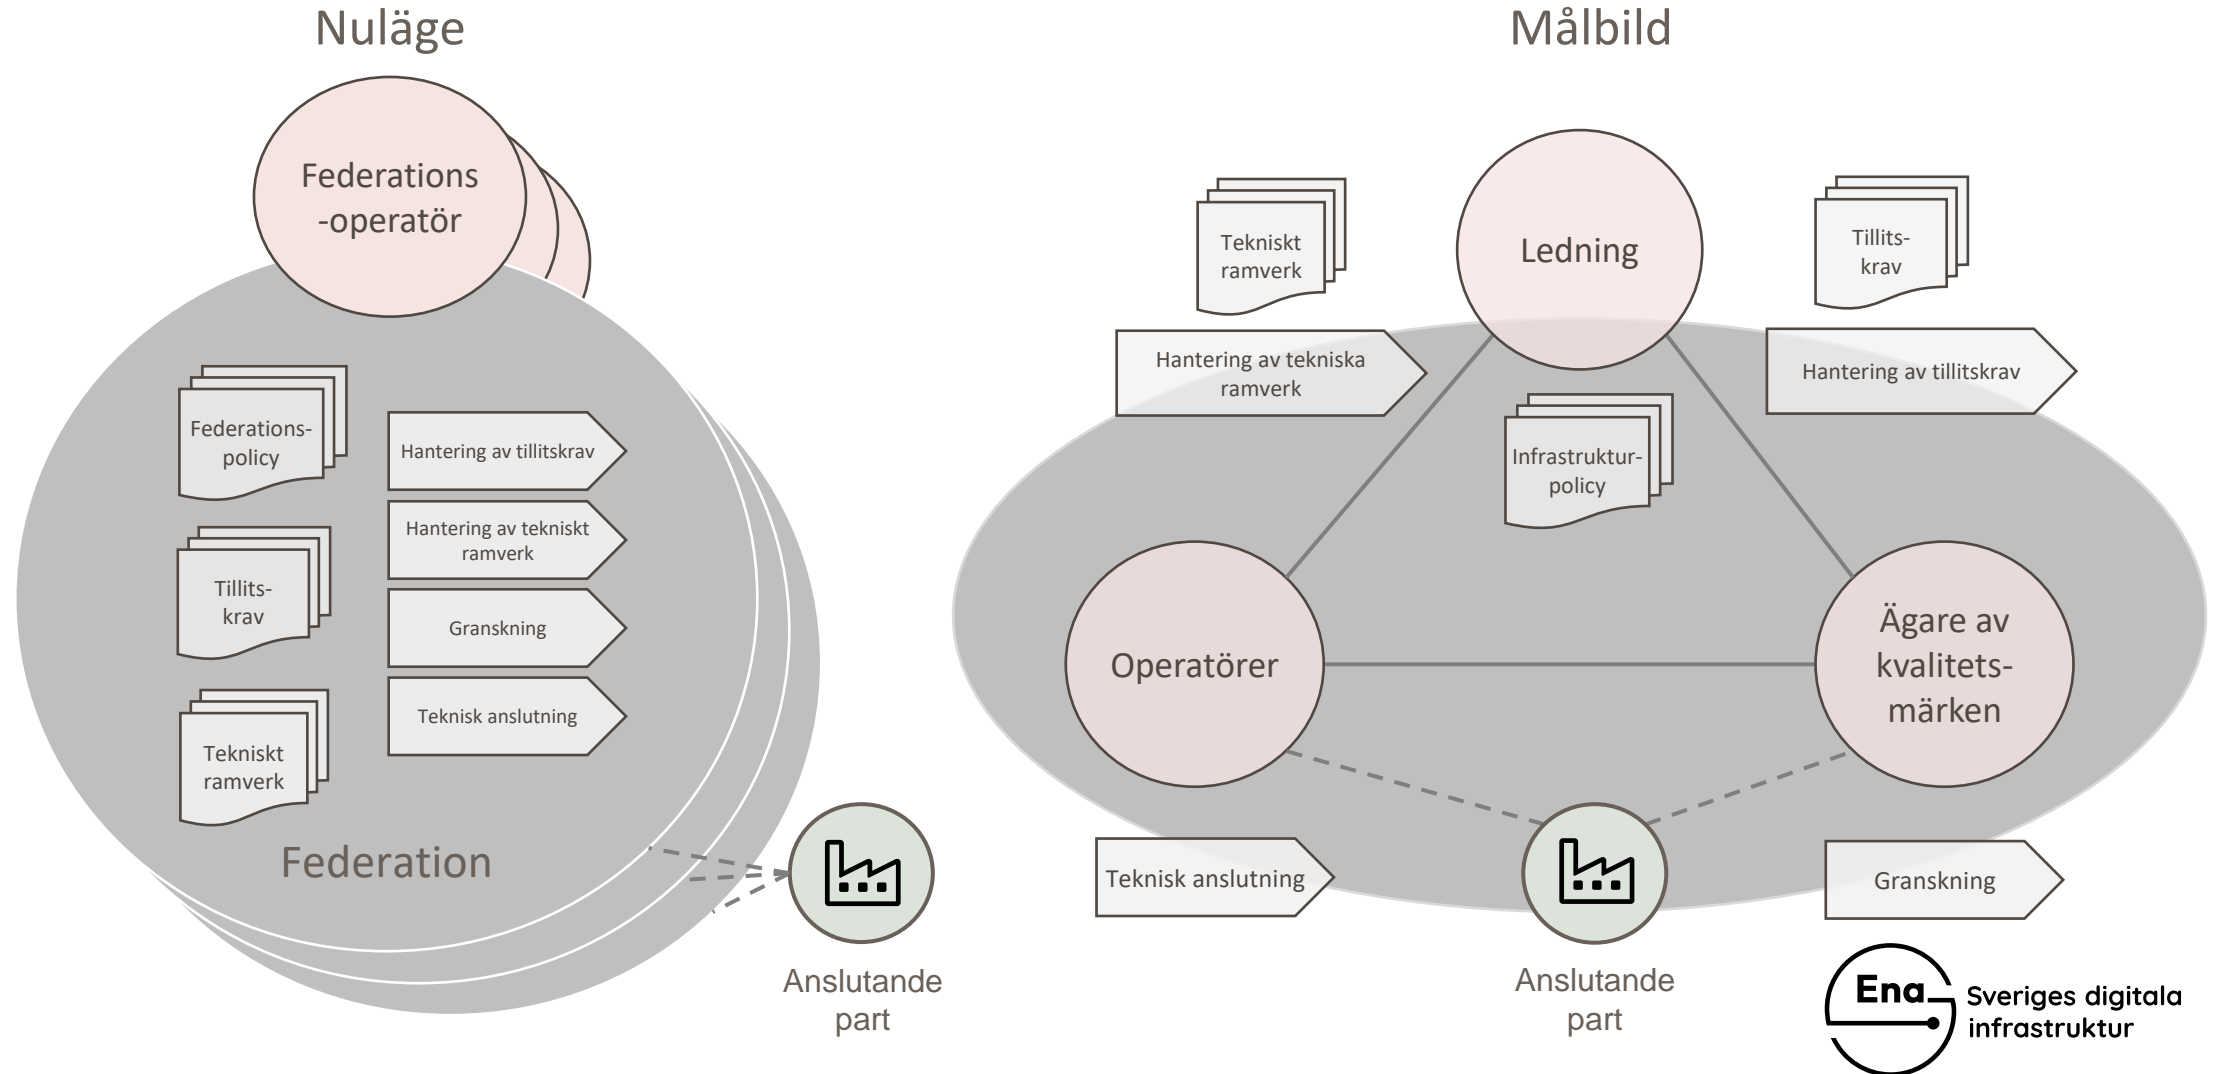 Nuläge
Federations
-operatör
Federations-
policy
Tillits-
krav
Tekniskt
ramverk
Hantering av tillitskrav
Hantering av tekniskt
ramverk
Granskning
Teknisk anslutning
Federation
Anslutande
part
Målbild
Tekniskt
ramverk
Ledning
Tillits-
krav
Hantering av tekniska
ramverk
Hantering av tillitskrav
Infrastruktur-
policy
Operatörer
Ägare av
kvalitets-
märken
Teknisk anslutning
Granskning
Anslutande
part
Ena
Sveriges digitala
infrastruktur